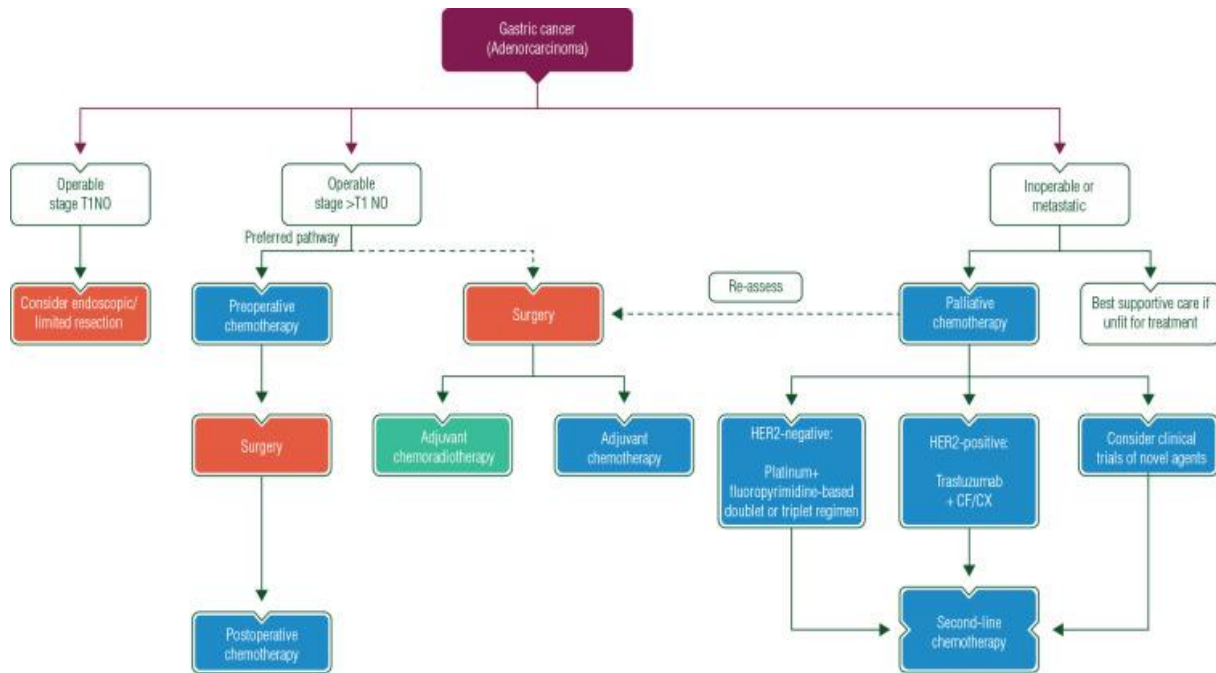 Gastric cancer
(Adenorcarcinoma)
Operable
stage T1NO
Operable
stage >T1 NO
Inoperable or
metastatic
Preferred pathway
Consider endoscopic/
limited resection
Preoperative
chemotherapy
Surgery
Re-assess
Palliative
chemotherapy
Best supportive care if
unfit for treatment
Surgery
Adjuvant
chemoradiotherapy
Adjuvant
chemotherapy
HER2-negative:
Platinum+
fluoropyrimidine-based
doublet or triplet regimen
HER2-positive:
Trastuzumab
+ CF/CX
Consider clinical
trials of novel agents
Postoperative
chemotherapy
Second-line
chemotherapy